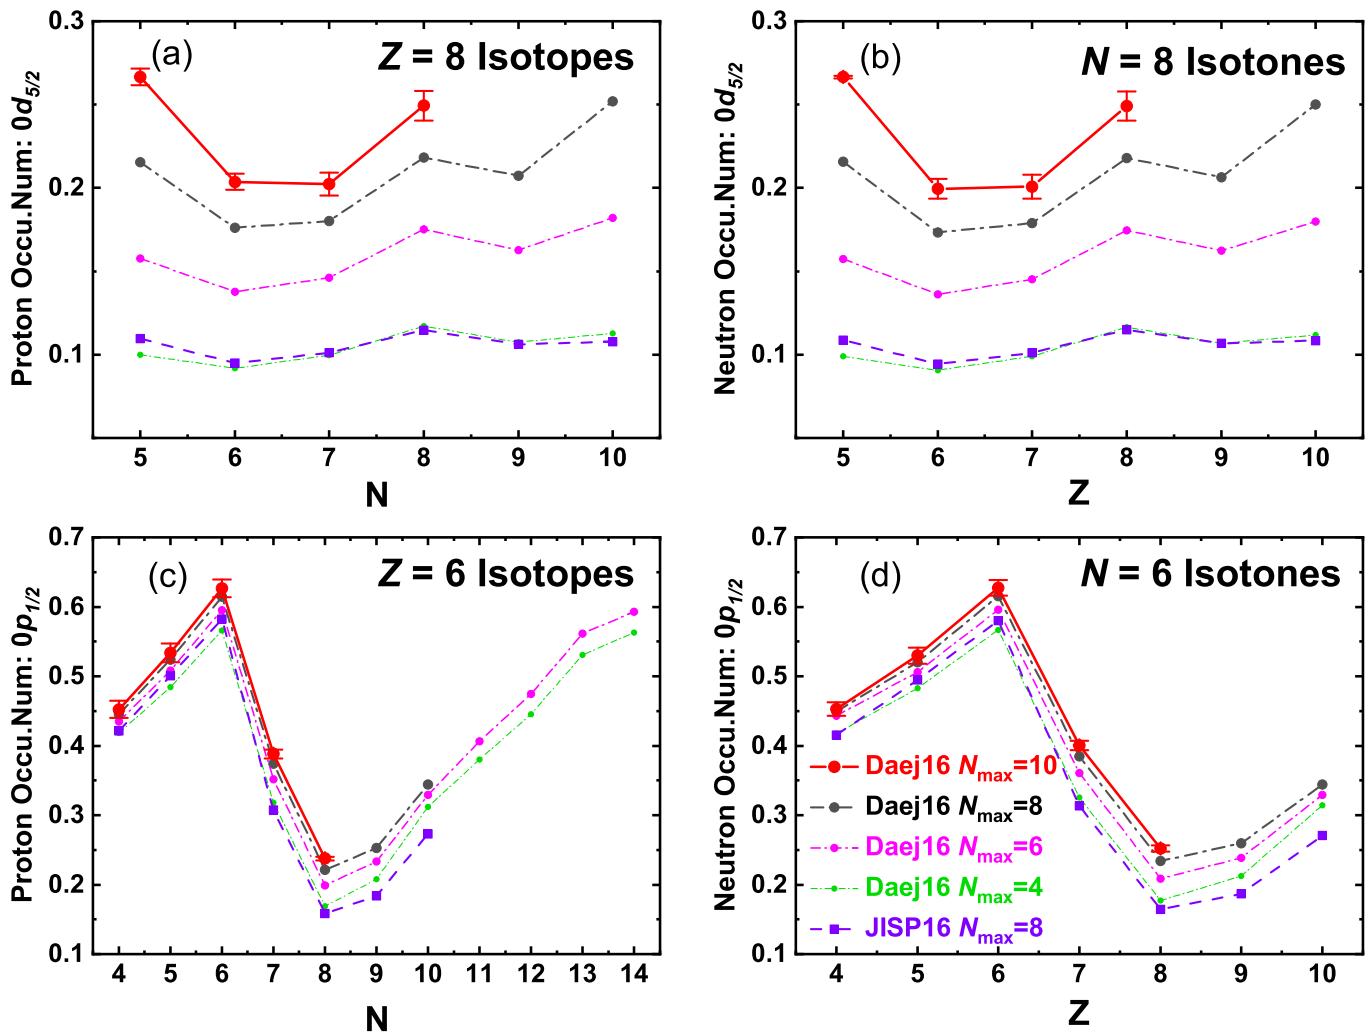 (a)
Z = 8 Isotopes
Proton Occu.Num: 0d5/2
0.3
0.2
0.1
5 6 7 8 9 10
N
(b)
N = 8 Isotones
Neutron Occu.Num: 0d5/2
0.3
0.2
0.1
5 6 7 8 9 10
Z
(c)
Z = 6 Isotopes
Proton Occu.Num: 0p1/2
0.7
0.6
0.5
0.4
0.3
0.2
0.1
4 5 6 7 8 9 10 11 12 13 14
N
(d)
N = 6 Isotones
Neutron Occu.Num: 0p1/2
0.7
0.6
0.5
0.4
0.3
0.2
0.1
Daej16 Nmax=10
Daej16 Nmax=8
Daej16 Nmax=6
Daej16 Nmax=4
JISP16 Nmax=8
4 5 6 7 8 9 10
Z